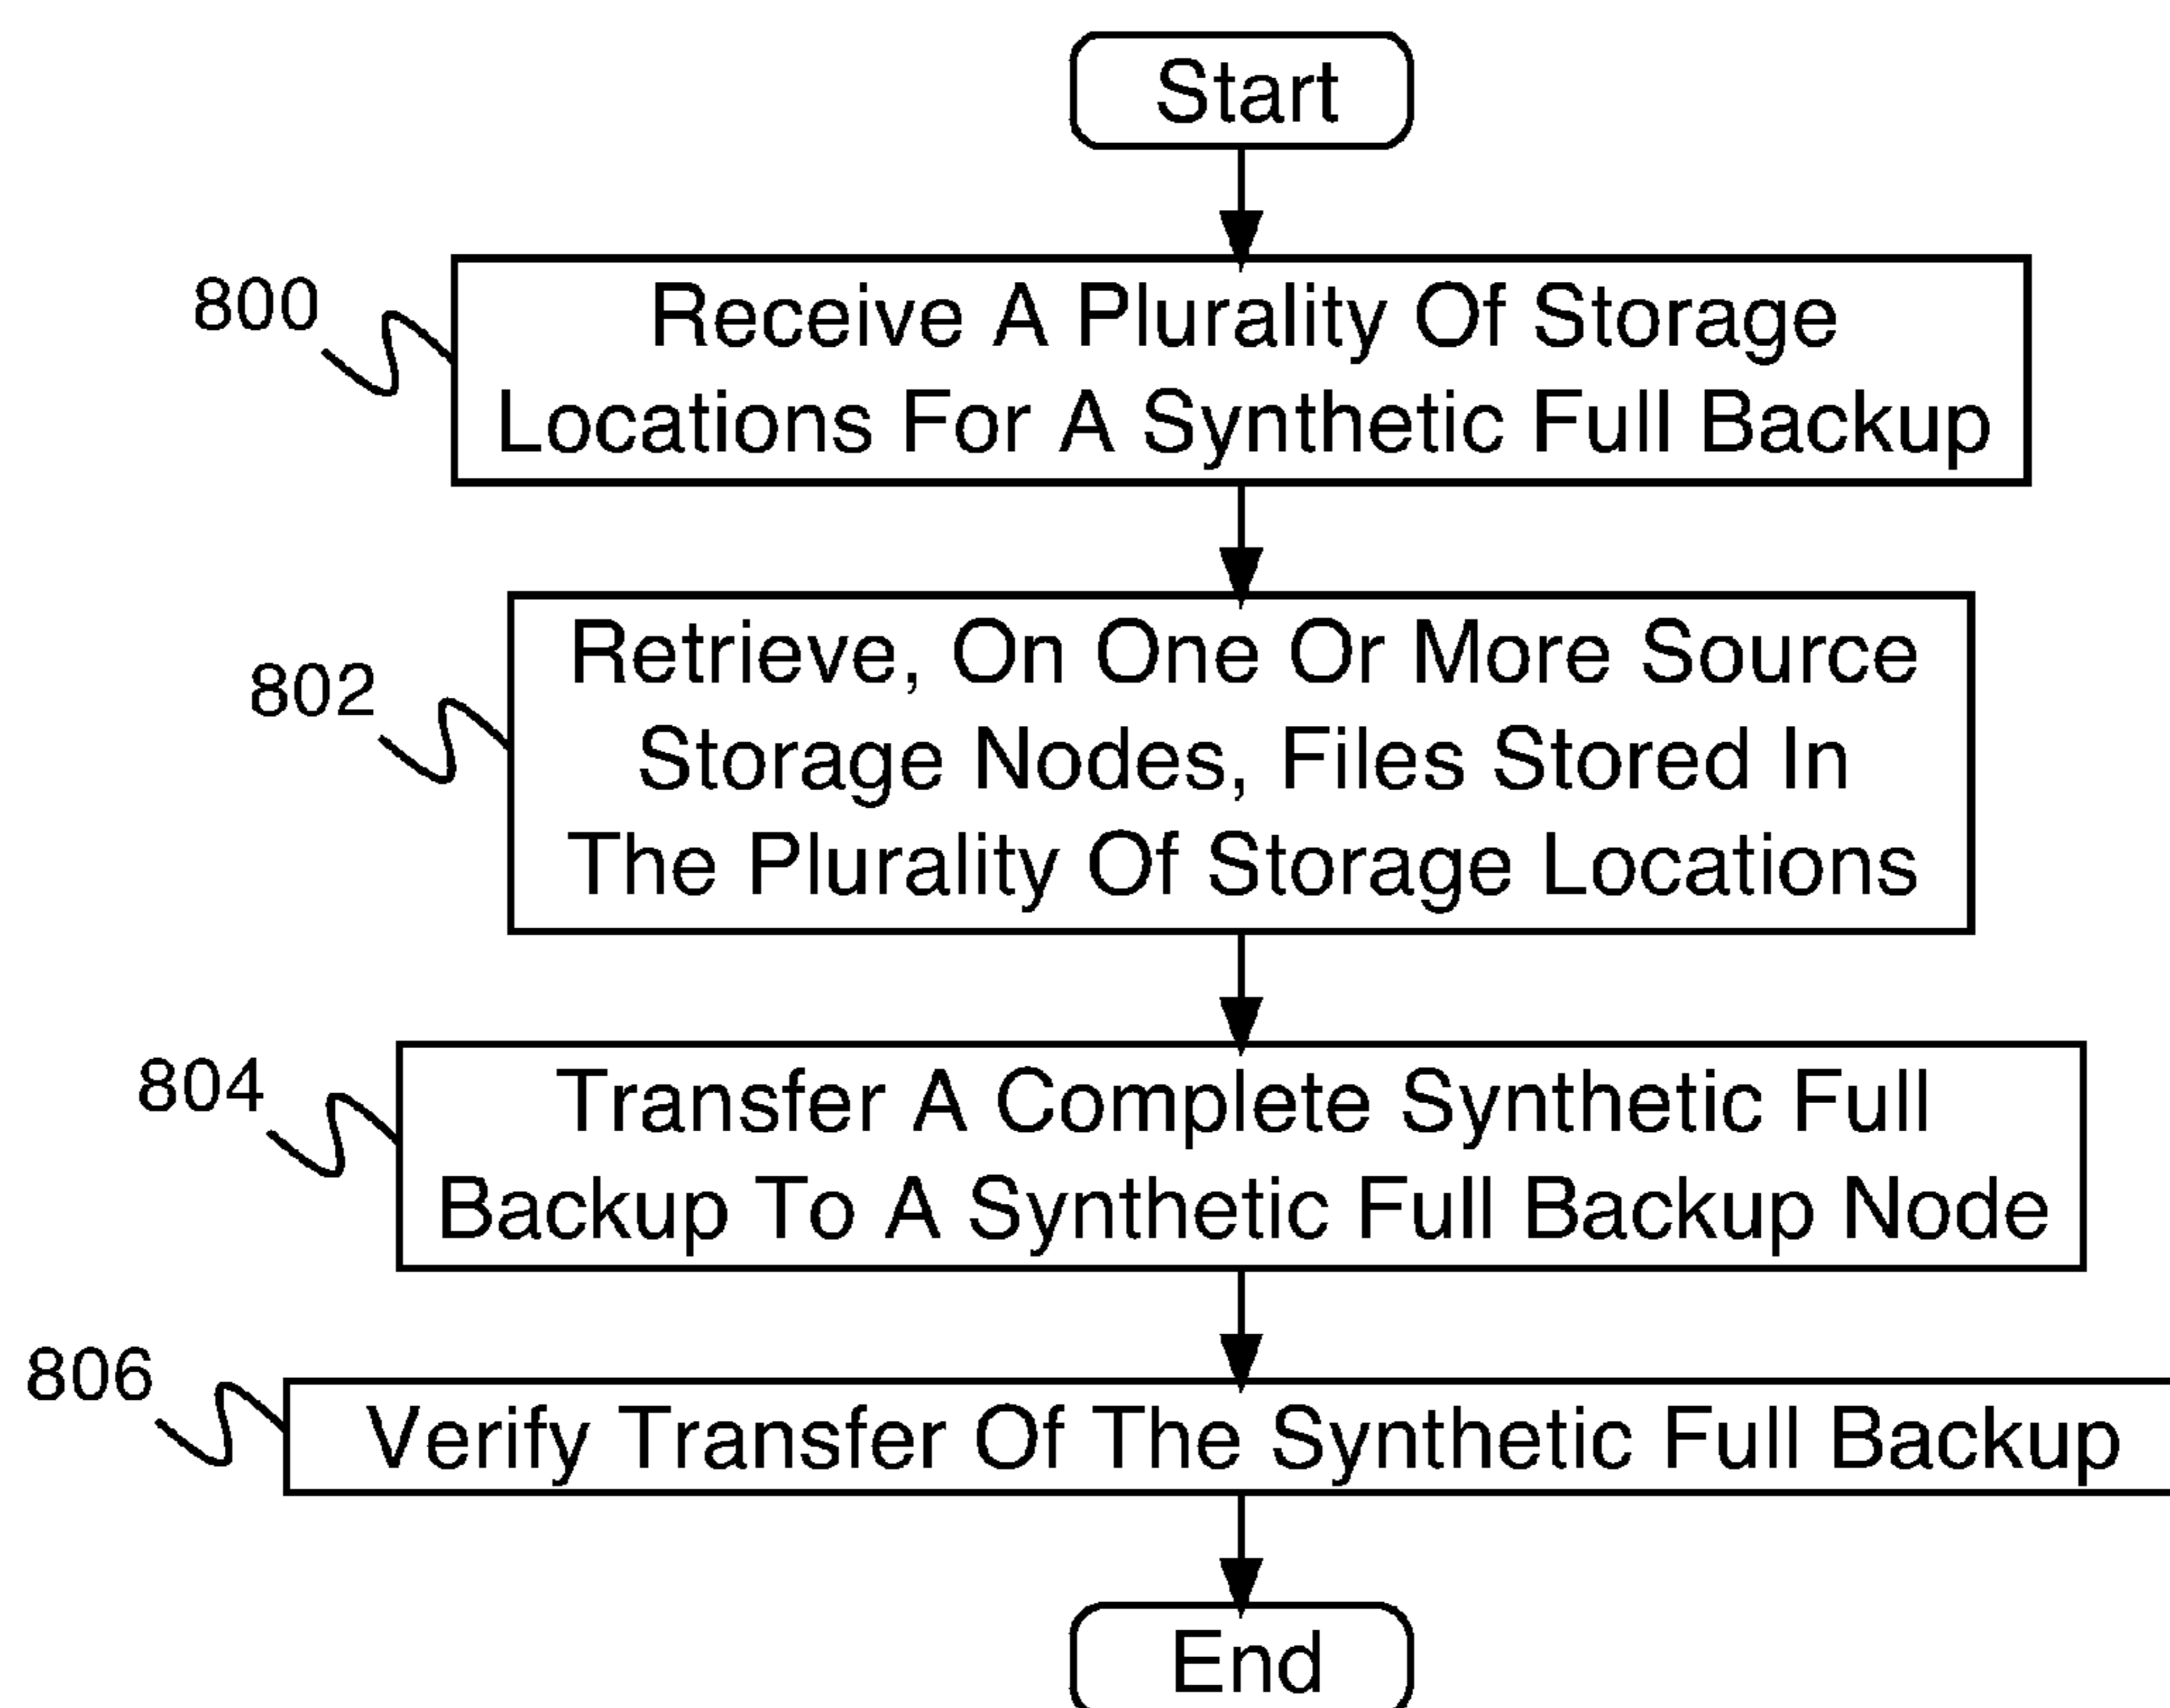 Start
800
Receive A Plurality Of Storage
Locations For A Synthetic Full Backup
802
Retrieve, On One Or More Source
Storage Nodes, Files Stored In
The Plurality Of Storage Locations
804
Transfer A Complete Synthetic Full
Backup To A Synthetic Full Backup Node
806
Verify Transfer Of The Synthetic Full Backup
End